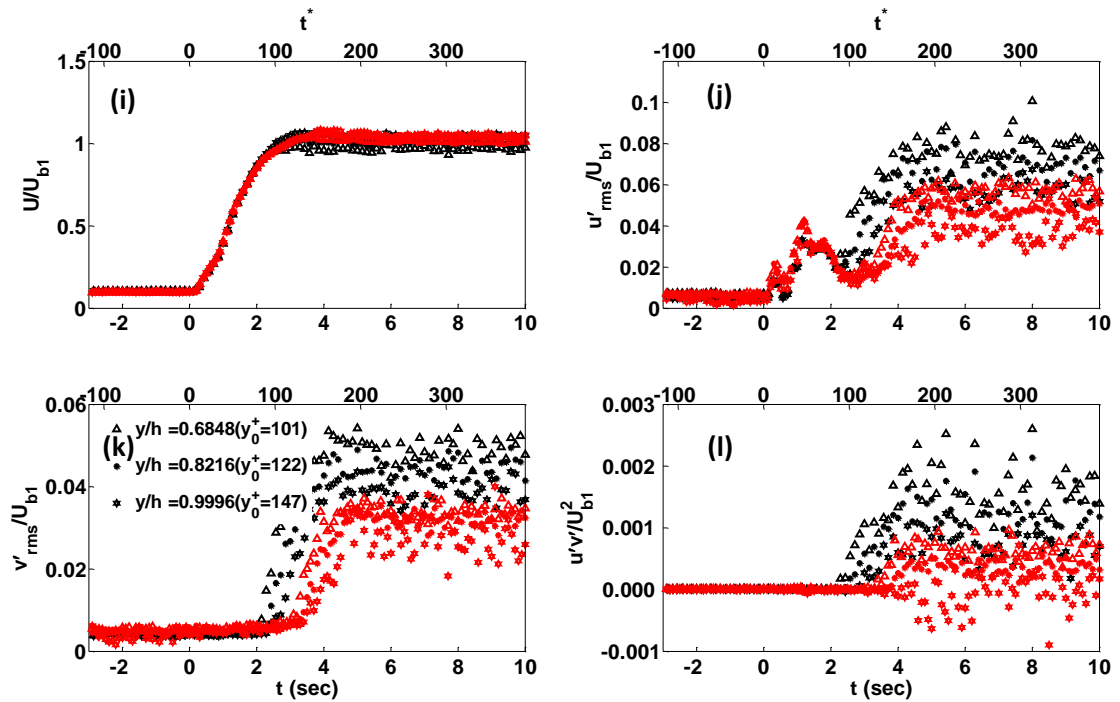 t*
-100 0 100 200 300
1.5
1
0.5
0
(i)
U/U_b1
-2 0 2 4 6 8 10
t*
-100 0 100 200 300
0.1
0.08
0.06
0.04
0.02
0
(j)
u'_rms/U_b1
-2 0 2 4 6 8 10
-100 0 100 200 300
0.06
0.04
0.02
0
(k)
y/h =0.6848(y_0^+=101)
y/h =0.8216(y_0^+=122)
y/h =0.9996(y_0^+=147)
v'_rms/U_b1
-2 0 2 4 6 8 10
t (sec)
-100 0 100 200 300
0.003
0.002
0.001
0.000
-0.001
(l)
u'v'/U_b1^2
-2 0 2 4 6 8 10
t (sec)